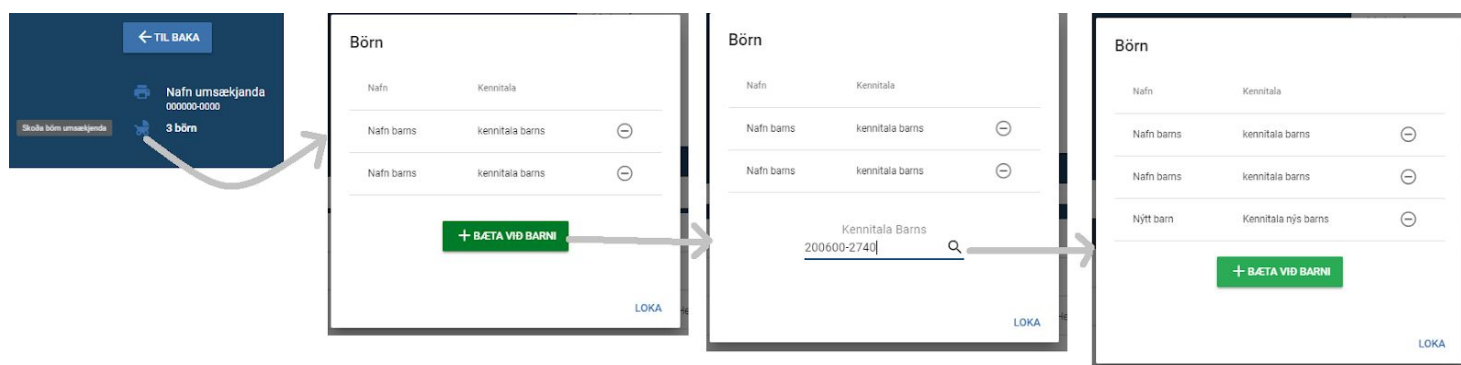 TIL BAKA
Nafn umsækjanda
000000-0000
Skoða börn umsækjenda
3 börn
Börn
Nafn Kennitala
Nafn barns kennitala barns
Nafn barns kennitala barns
+ BÆTA VIÐ BARNI
LOKA
Börn
Nafn Kennitala
Nafn barns kennitala barns
Nafn barns kennitala barns
Kennitala Barns
200600-2740
LOKA
Börn
Nafn Kennitala
Nafn barns kennitala barns
Nafn barns kennitala barns
Nýtt barn Kennitala nýs barns
+ BÆTA VIÐ BARNI
LOKA